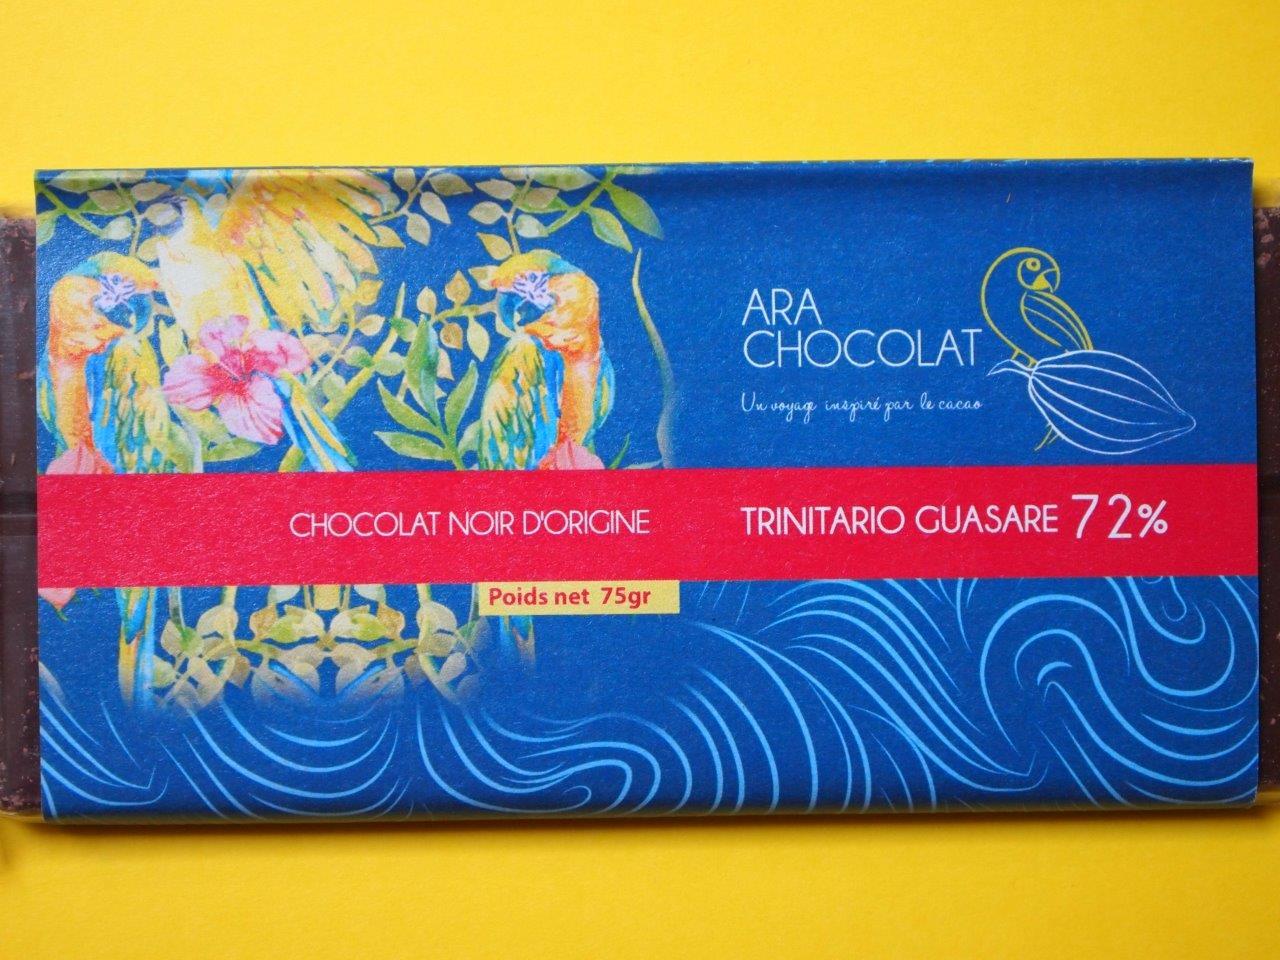 ARA
CHOCOLAT
Un voyage inspiré par le cacao
CHOCOLAT NOIR D'ORIGINE
TRINITARIO GUASARE 72%
Poids net 75gr